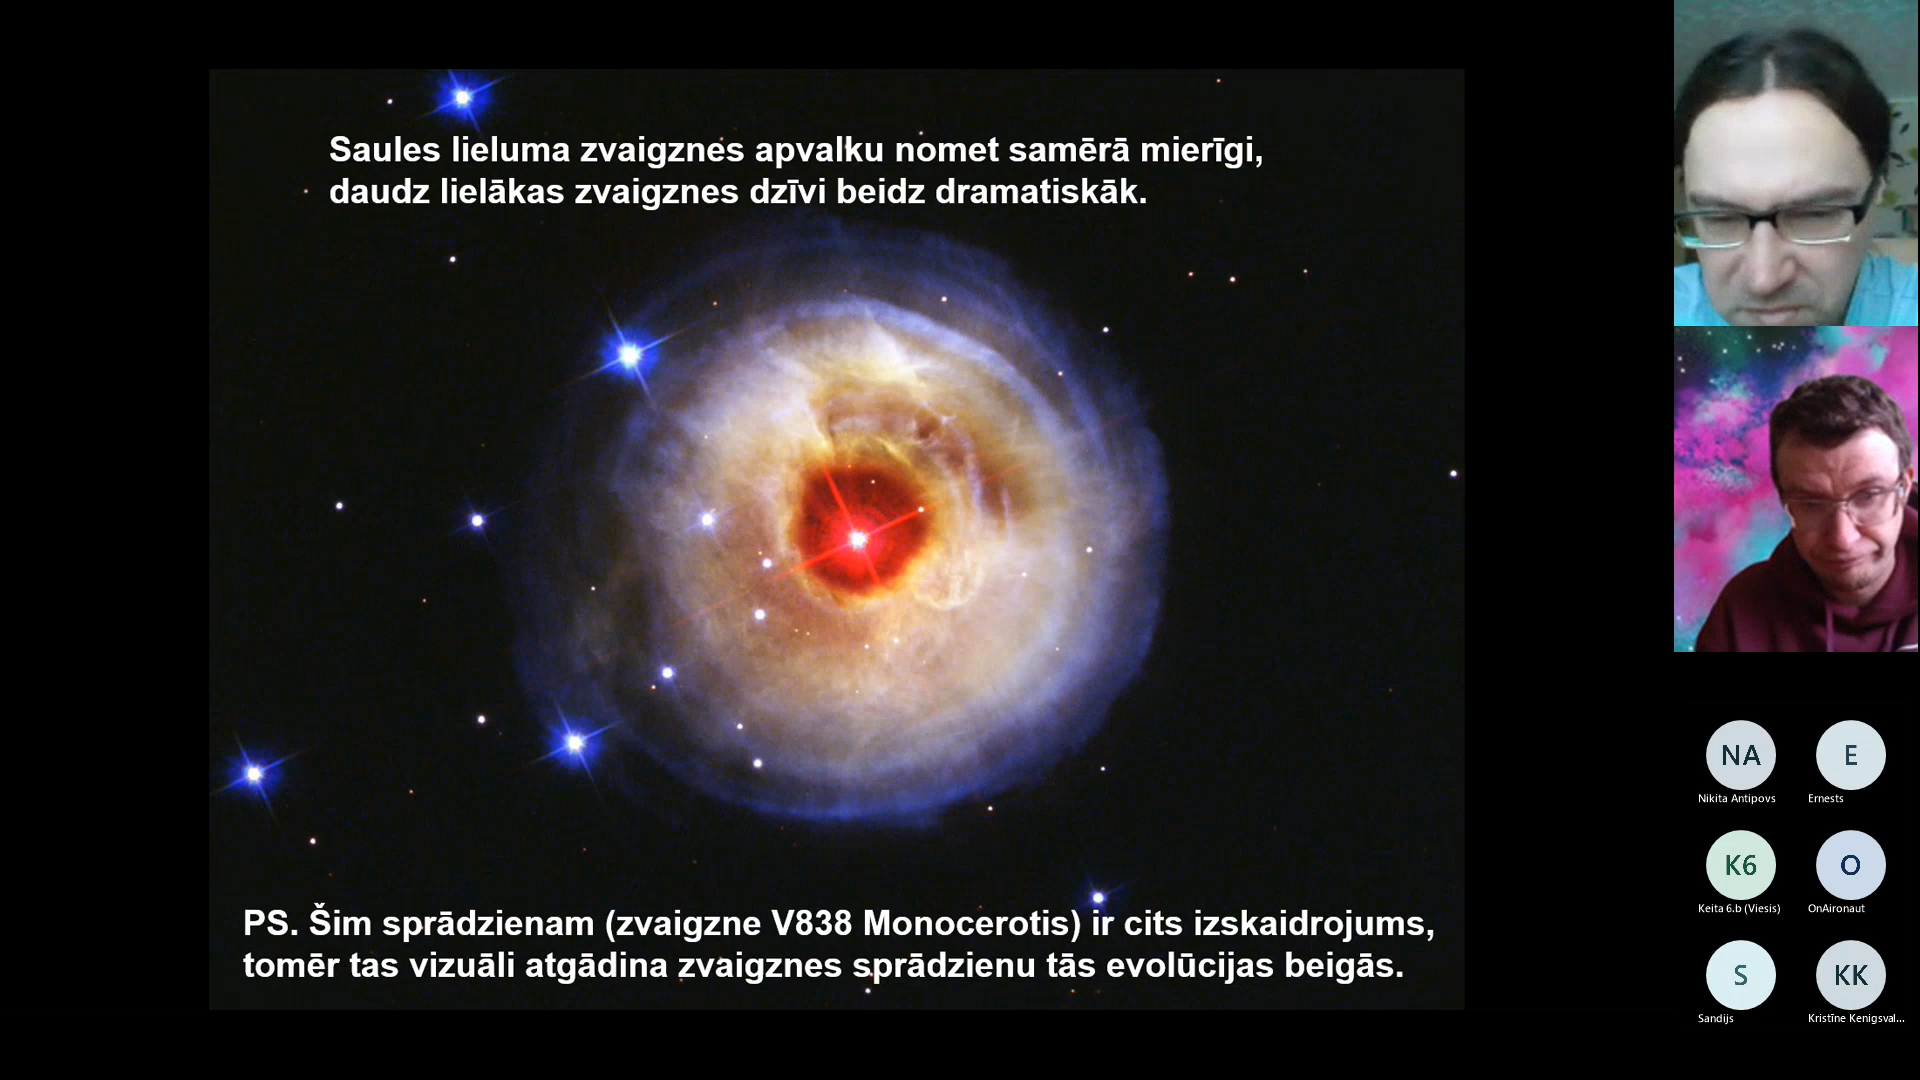 Saules lieluma zvaigznes apvalku nomet samērā mierīgi,
daudz lielākas zvaigznes dzīvi beidz dramatiskāk.
PS. Šim sprādzienam (zvaigzne V838 Monocerotis) ir cits izskaidrojums,
tomēr tas vizuāli atgādina zvaigznes sprādzienu tās evolūcijas beigās.
NA
E
Nikita Antipovs
Ernests
K6
O
Keita 6.b (Viesis)
OnAironaut
S
KK
Sandijs
Kristīne Kenigsval...